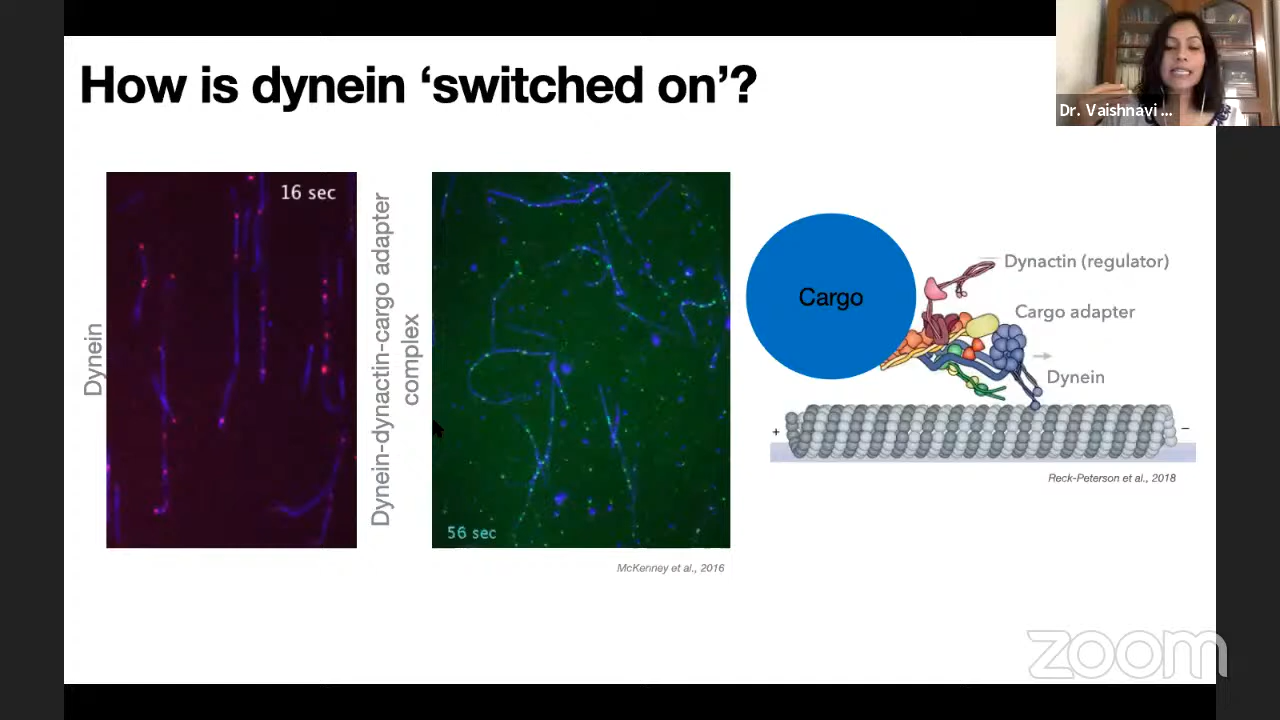 How is dynein ‘switched on’?
Dr. Vaishnavi ...
Dynein
16 sec
Dynein-dynactin-cargo adapter
complex
56 sec
McKenney et al., 2016
Cargo
Dynactin (regulator)
Cargo adapter
Dynein
+
−
Reck-Peterson et al., 2018
zoom